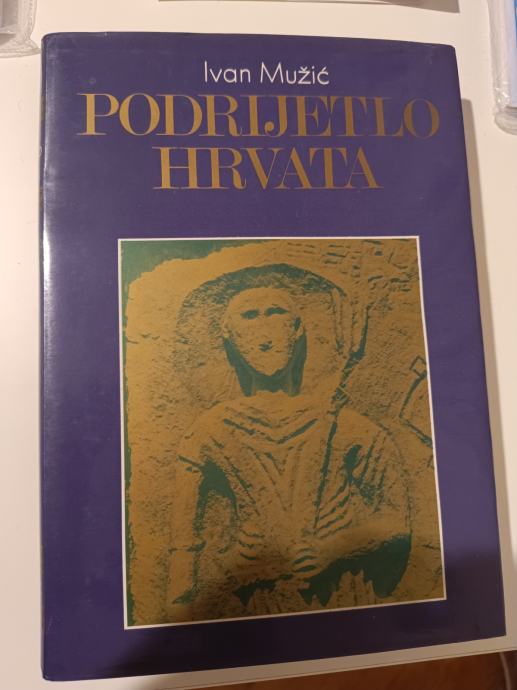 Ivan Mužić
PODRIJETLO
HRVATA